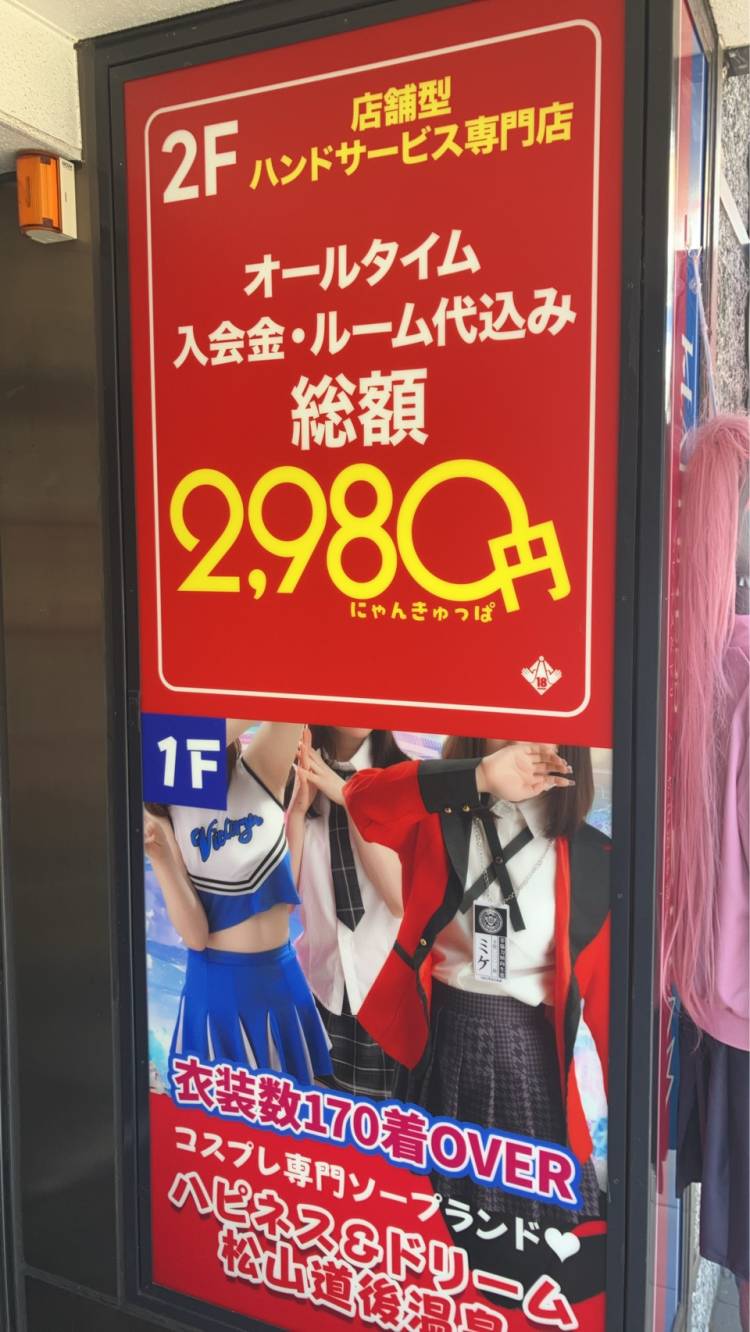 2F
店舗型
ハンドサービス専門店
オールタイム
入会金・ルーム代込み
総額
2,980円
にゃんきゅっぱ
18
1F
Victory
ミケ
衣装数170着OVER
コスプレ専門ソープランド♥
ハピネス&ドリーム
松山道後温泉